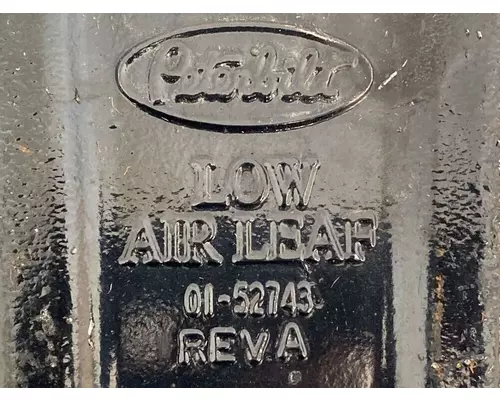 Peterbilt
LOW
AIR LEAF
01-52743
REV.A